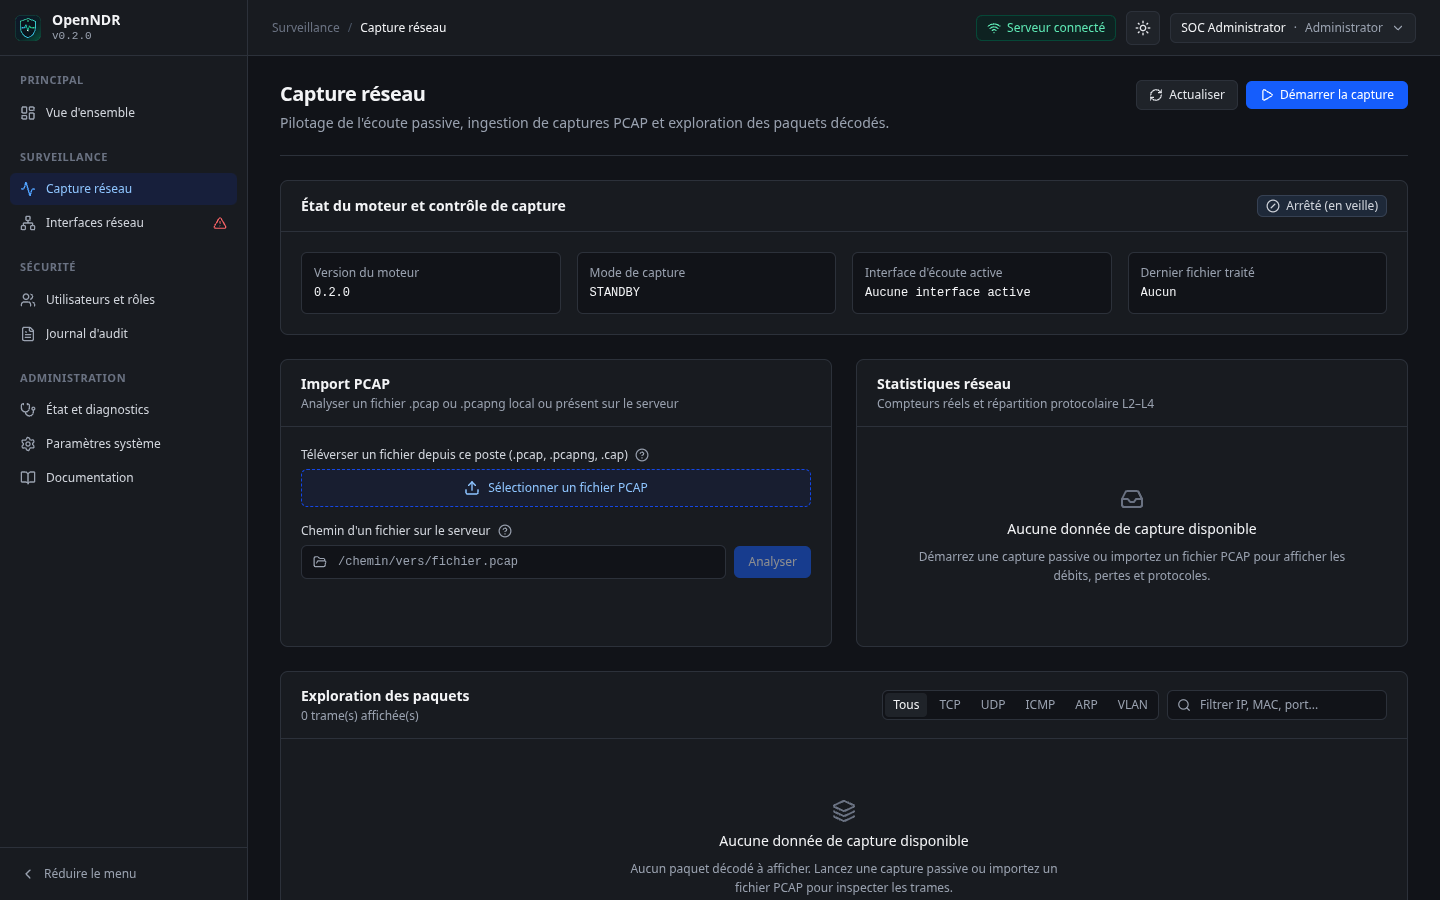 OpenNDR
v0.2.0
Surveillance / Capture réseau
Serveur connecté
SOC Administrator · Administrator
PRINCIPAL
Vue d'ensemble
SURVEILLANCE
Capture réseau
Interfaces réseau
SÉCURITÉ
Utilisateurs et rôles
Journal d'audit
ADMINISTRATION
État et diagnostics
Paramètres système
Documentation
Réduire le menu
Capture réseau
Pilotage de l'écoute passive, ingestion de captures PCAP et exploration des paquets décodés.
Actualiser
Démarrer la capture
État du moteur et contrôle de capture
Arrêté (en veille)
Version du moteur
0.2.0
Mode de capture
STANDBY
Interface d'écoute active
Aucune interface active
Dernier fichier traité
Aucun
Import PCAP
Analyser un fichier .pcap ou .pcapng local ou présent sur le serveur
Téléverser un fichier depuis ce poste (.pcap, .pcapng, .cap)
Sélectionner un fichier PCAP
Chemin d'un fichier sur le serveur
/chemin/vers/fichier.pcap
Analyser
Statistiques réseau
Compteurs réels et répartition protocolaire L2–L4
Aucune donnée de capture disponible
Démarrez une capture passive ou importez un fichier PCAP pour afficher les
débits, pertes et protocoles.
Exploration des paquets
0 trame(s) affichée(s)
Tous TCP UDP ICMP ARP VLAN
Filtrer IP, MAC, port...
Aucune donnée de capture disponible
Aucun paquet décodé à afficher. Lancez une capture passive ou importez un
fichier PCAP pour inspecter les trames.